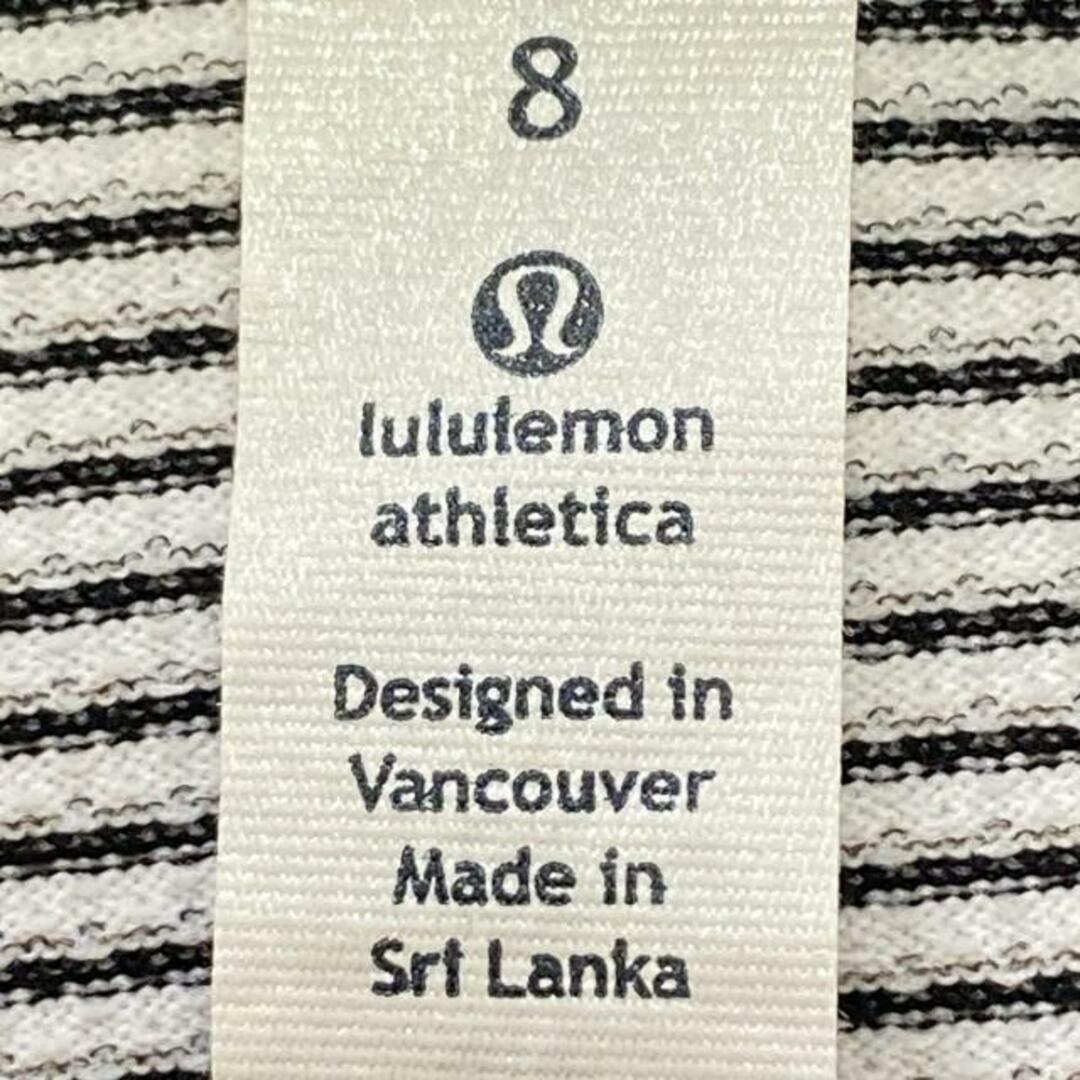 8
lululemon
athletica
Designed in
Vancouver
Made in
Sri Lanka